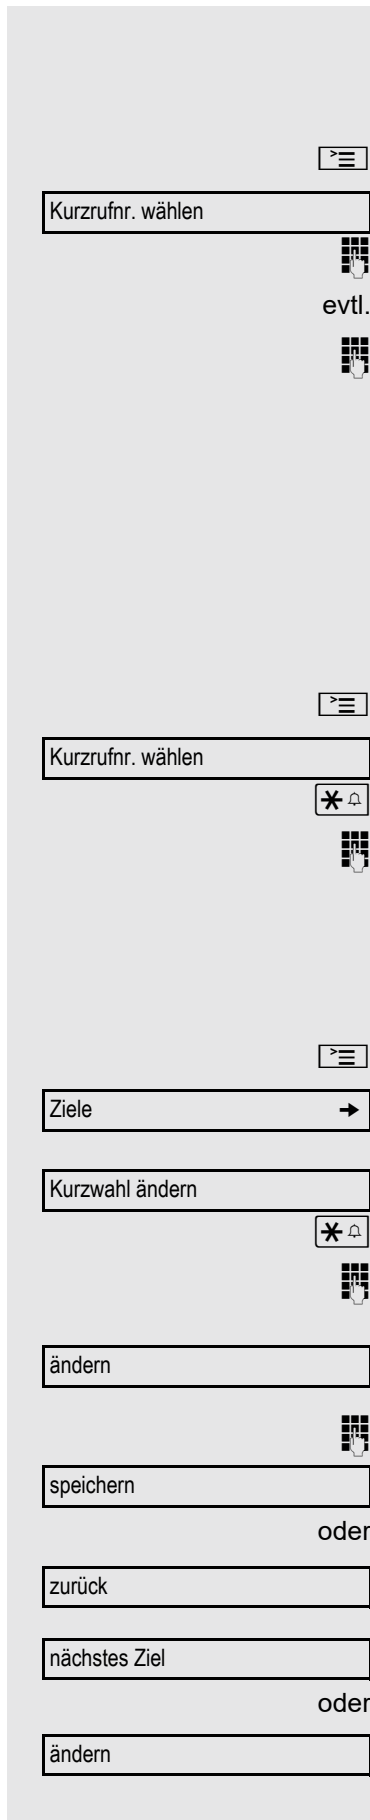 Kurzrufnr. wählen
evtl.
Kurzrufnr. wählen
Ziele
Kurzwahl ändern
ändern
speichern
oder
zurück
nächstes Ziel
oder
ändern